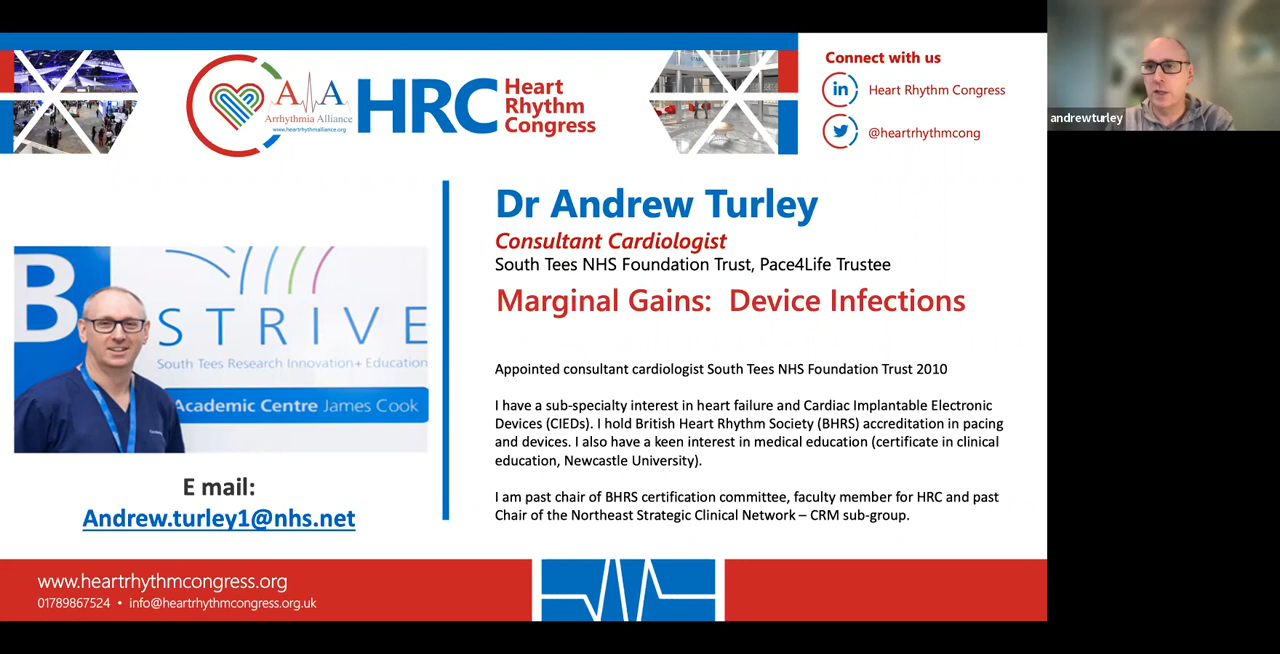 A A
Arrhythmia Alliance
www.heartrhythmalliance.org
HRC
Heart
Rhythm
Congress
Connect with us
in
Heart Rhythm Congress
@heartrhythmcong
andrewturley
Dr Andrew Turley
Consultant Cardiologist
South Tees NHS Foundation Trust, Pace4Life Trustee
Marginal Gains: Device Infections
B
STRIVE
South Tees Research Innovation+ Education
Academic Centre James Cook
E mail:
Andrew.turley1@nhs.net
Appointed consultant cardiologist South Tees NHS Foundation Trust 2010
I have a sub-specialty interest in heart failure and Cardiac Implantable Electronic
Devices (CIEDs). I hold British Heart Rhythm Society (BHRS) accreditation in pacing
and devices. I also have a keen interest in medical education (certificate in clinical
education, Newcastle University).
I am past chair of BHRS certification committee, faculty member for HRC and past
Chair of the Northeast Strategic Clinical Network – CRM sub-group.
www.heartrhythmcongress.org
01789867524 • info@heartrhythmcongress.org.uk